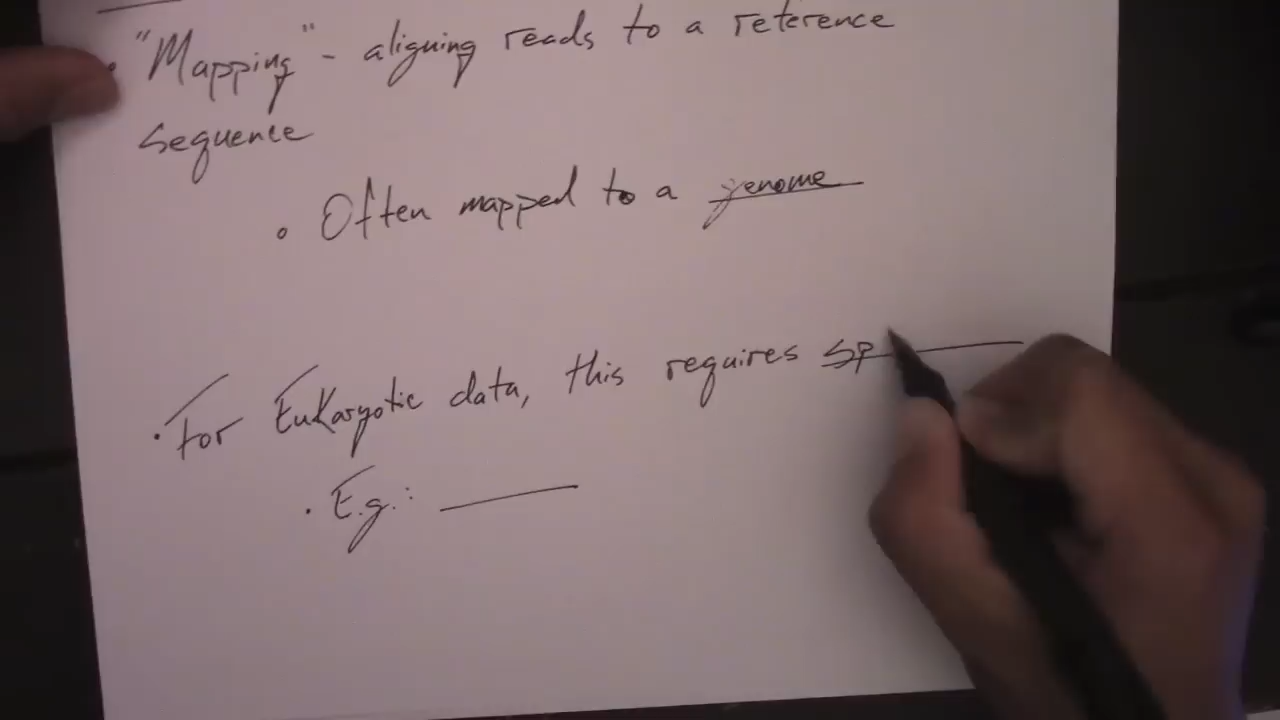 • "Mapping" - aligning reads to a reference
sequence
• Often mapped to a genome
• For Eukaryotic data, this requires sp
• E.g.: